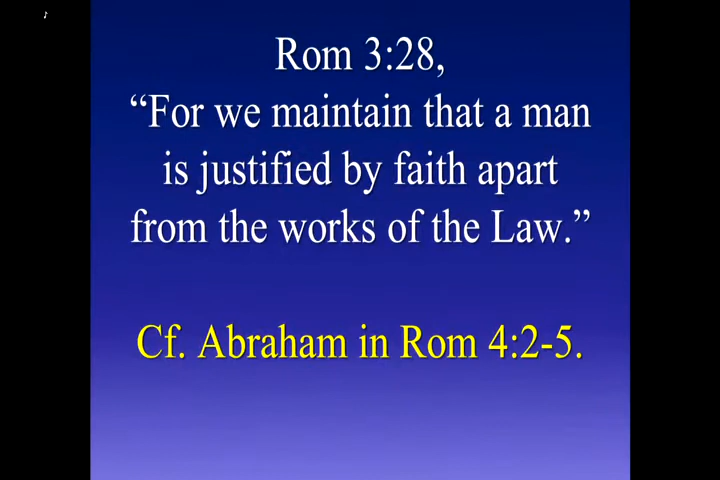 Rom 3:28,
“For we maintain that a man
is justified by faith apart
from the works of the Law.”
Cf. Abraham in Rom 4:2-5.